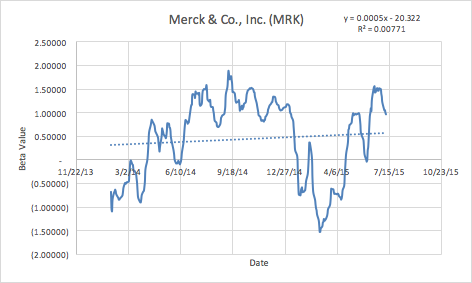 Merck & Co., Inc. (MRK)
y = 0.0005x - 20.322
R² = 0.00771
2.50000
2.00000
1.50000
1.00000
0.50000
-
(0.50000)
(1.00000)
(1.50000)
(2.00000)
Beta Value
11/22/13 3/2/14 6/10/14 9/18/14 12/27/14 4/6/15 7/15/15 10/23/15
Date